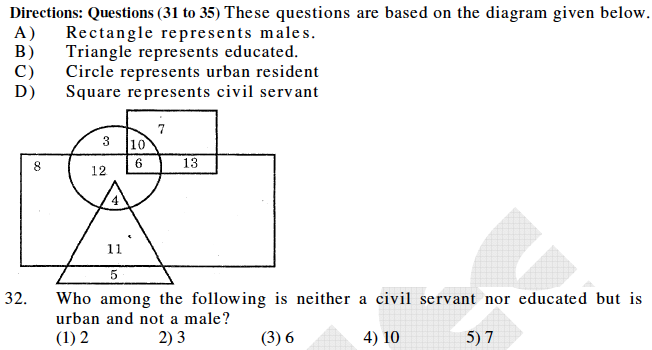 Directions: Questions (31 to 35) These questions are based on the diagram given below.
A) Rectangle represents males.
B) Triangle represents educated.
C) Circle represents urban resident
D) Square represents civil servant
7
3 10
8 12 6 13
4
11
5
32. Who among the following is neither a civil servant nor educated but is
urban and not a male?
(1) 2 2) 3 (3) 6 4) 10 5) 7